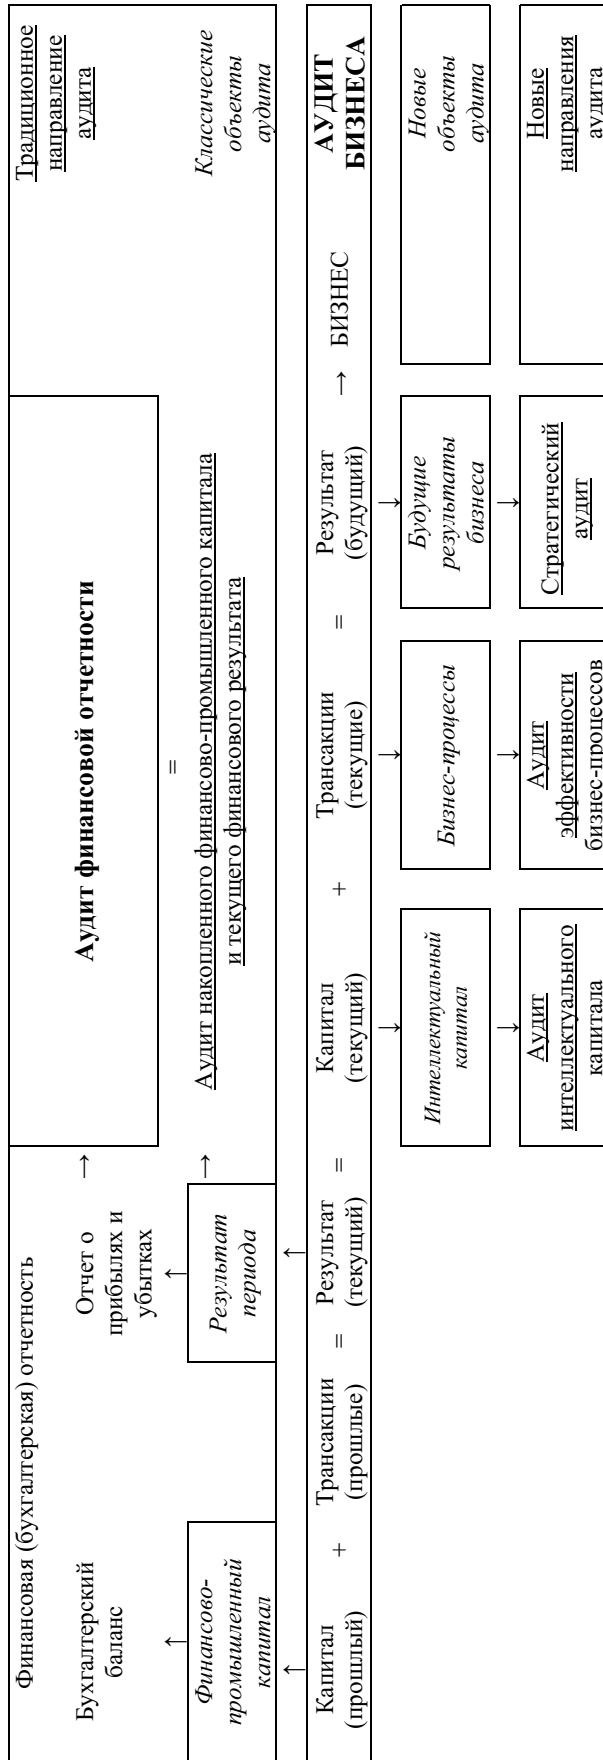 Финансовая (бухгалтерская) отчетность
Традиционное
направление
аудита
Бухгалтерский
баланс
Отчет о
прибылях и
убытках
→
Аудит финансовой отчетности
↑
↑
=
Финансово-
промышленный
капитал
Результат
периода
→
Аудит накопленного финансово-промышленного капитала
и текущего финансового результата
Классические
объекты
аудита
↑
↑
Капитал
(прошлый)
+
Трансакции
(прошлые)
=
Результат
(текущий)
=
Капитал
(текущий)
+
Трансакции
(текущие)
=
Результат
(будущий)
→
БИЗНЕС
АУДИТ
БИЗНЕСА
↓
↓
↓
Интеллектуальный
капитал
Бизнес-процессы
Будущие
результаты
бизнеса
Новые
объекты
аудита
↓
↓
↓
Аудит
интеллектуального
капитала
Аудит
эффективности
бизнес-процессов
Стратегический
аудит
Новые
направления
аудита